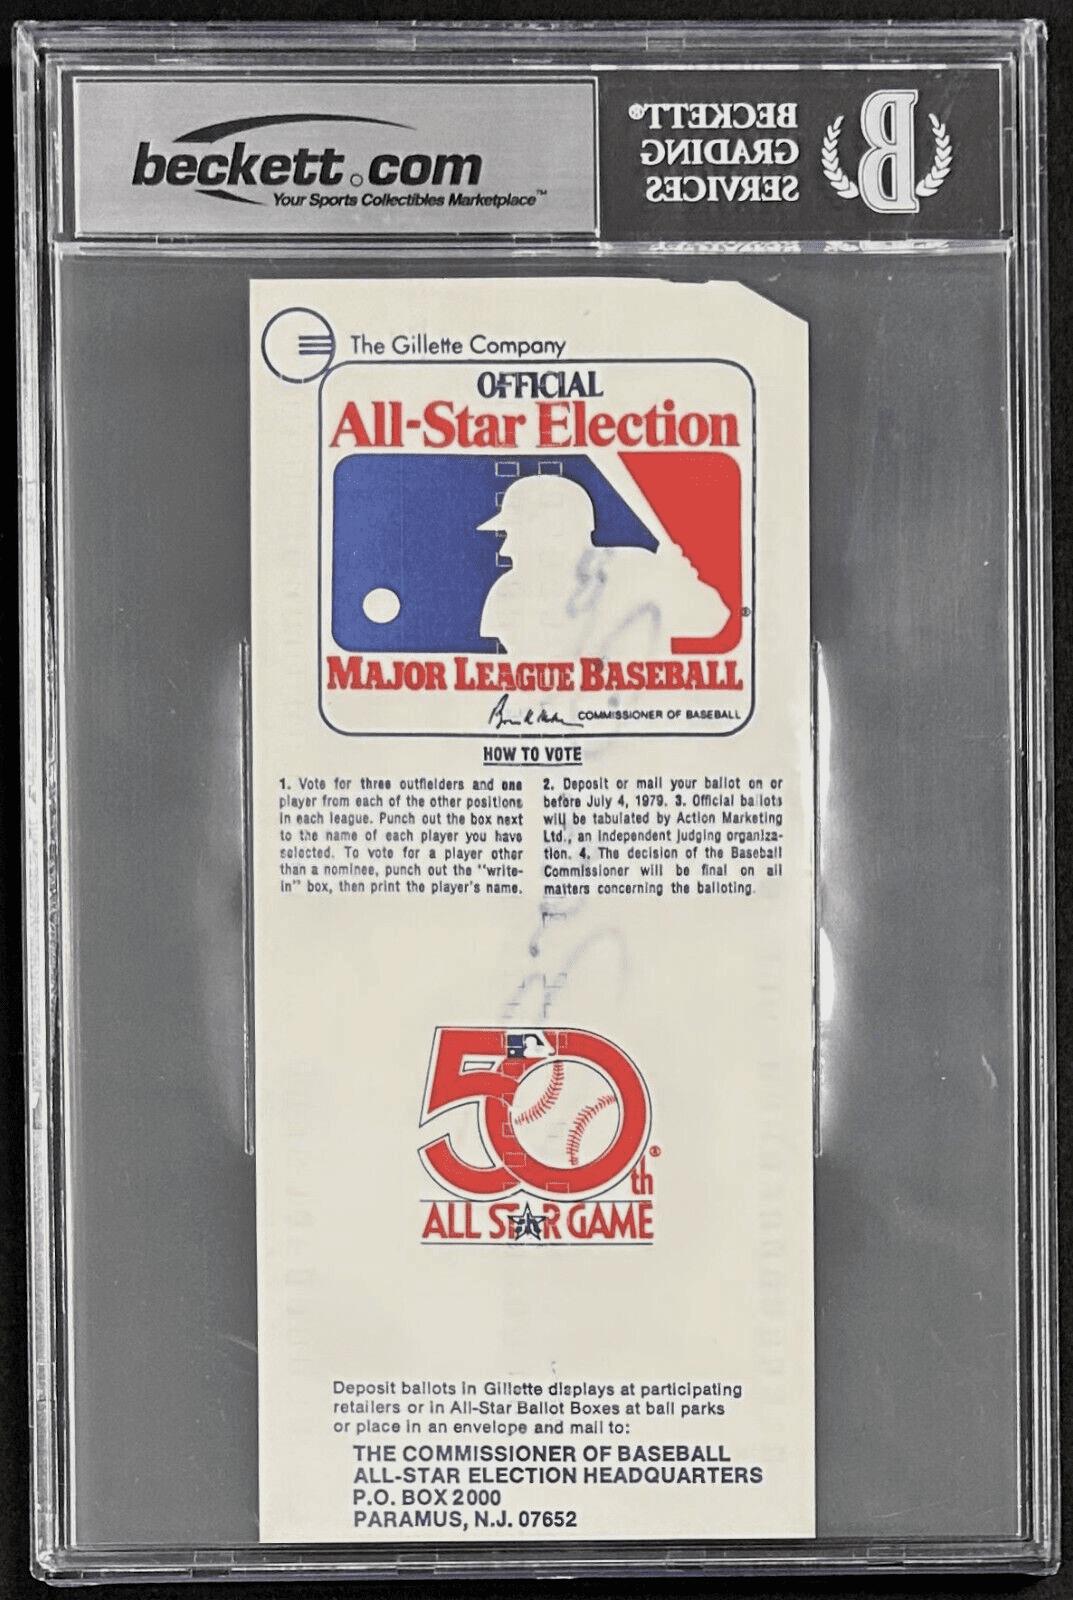 beckett.com
Your Sports Collectibles Marketplace™
BECKETT®
GRADING
SERVICES
B
The Gillette Company
OFFICIAL
All-Star Election
®
MAJOR LEAGUE BASEBALL
COMMISSIONER OF BASEBALL
HOW TO VOTE
1. Vote for three outfielders and one
player from each of the other positions
in each league. Punch out the box next
to the name of each player you have
selected. To vote for a player other
than a nominee, punch out the "write-
in" box, then print the player's name.
2. Deposit or mail your ballot on or
before July 4, 1979. 3. Official ballots
will be tabulated by Action Marketing
Ltd., an independent judging organiza-
tion. 4. The decision of the Baseball
Commissioner will be final on all
matters concerning the balloting.
50th®
ALL STAR GAME
Deposit ballots in Gillette displays at participating
retailers or in All-Star Ballot Boxes at ball parks
or place in an envelope and mail to:
THE COMMISSIONER OF BASEBALL
ALL-STAR ELECTION HEADQUARTERS
P.O. BOX 2000
PARAMUS, N.J. 07652